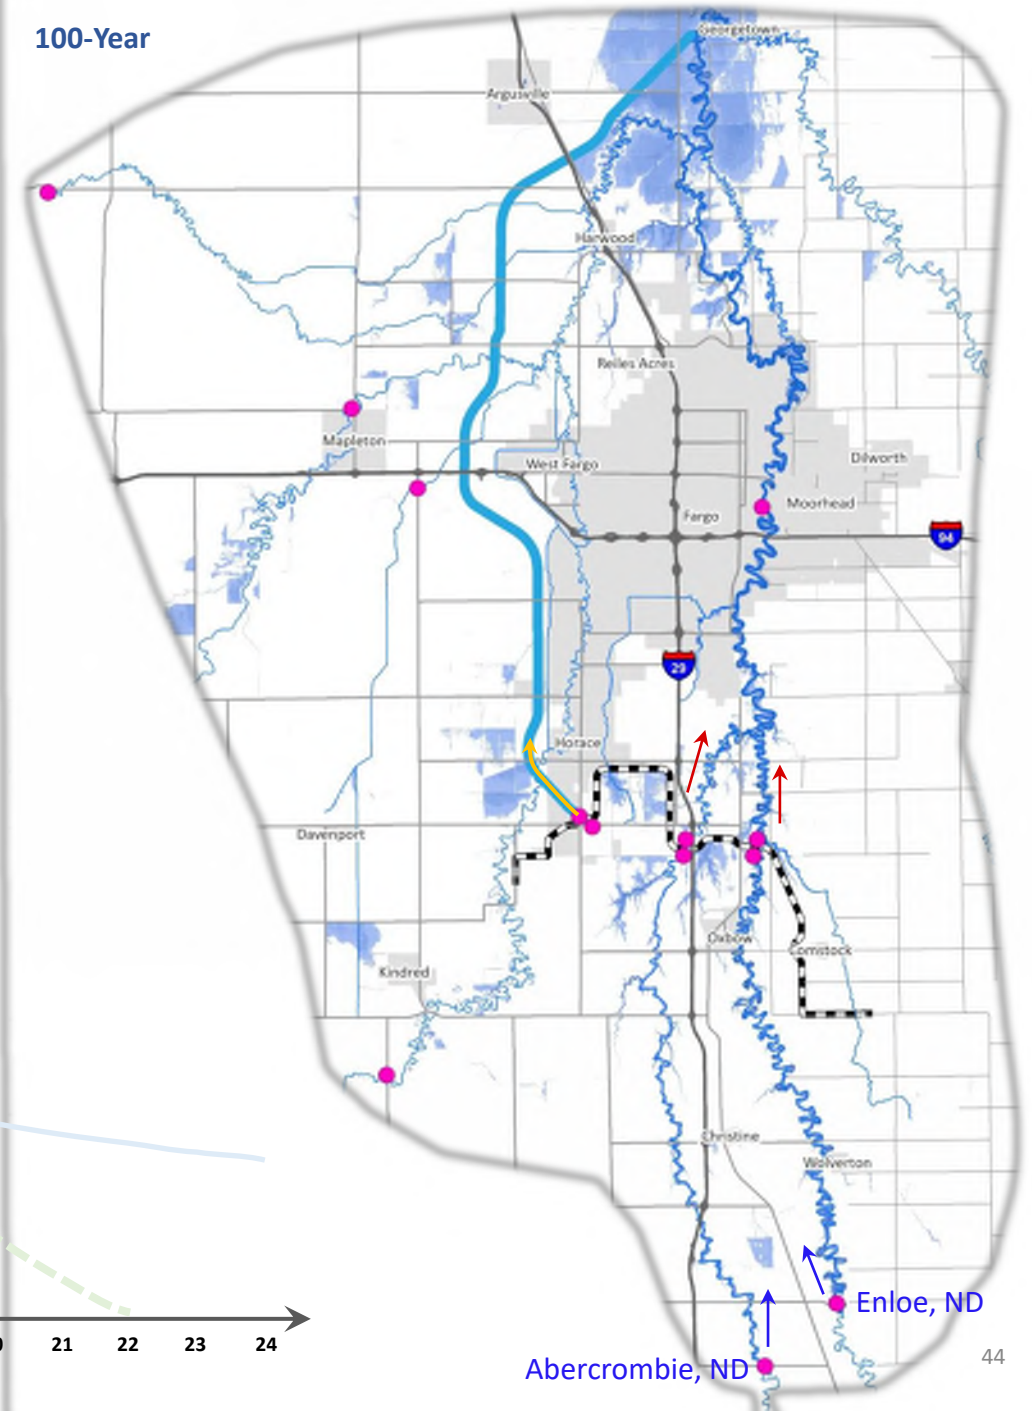 100-Year
Georgetown
Argusville
Harwood
Reiles Acres
Mapleton
West Fargo
Dilworth
Moorhead
Fargo
94
29
Horace
Davenport
Oxbow
Comstock
Kindred
Christine
Wolverton
Enloe, ND
Abercrombie, ND
44
21 22 23 24